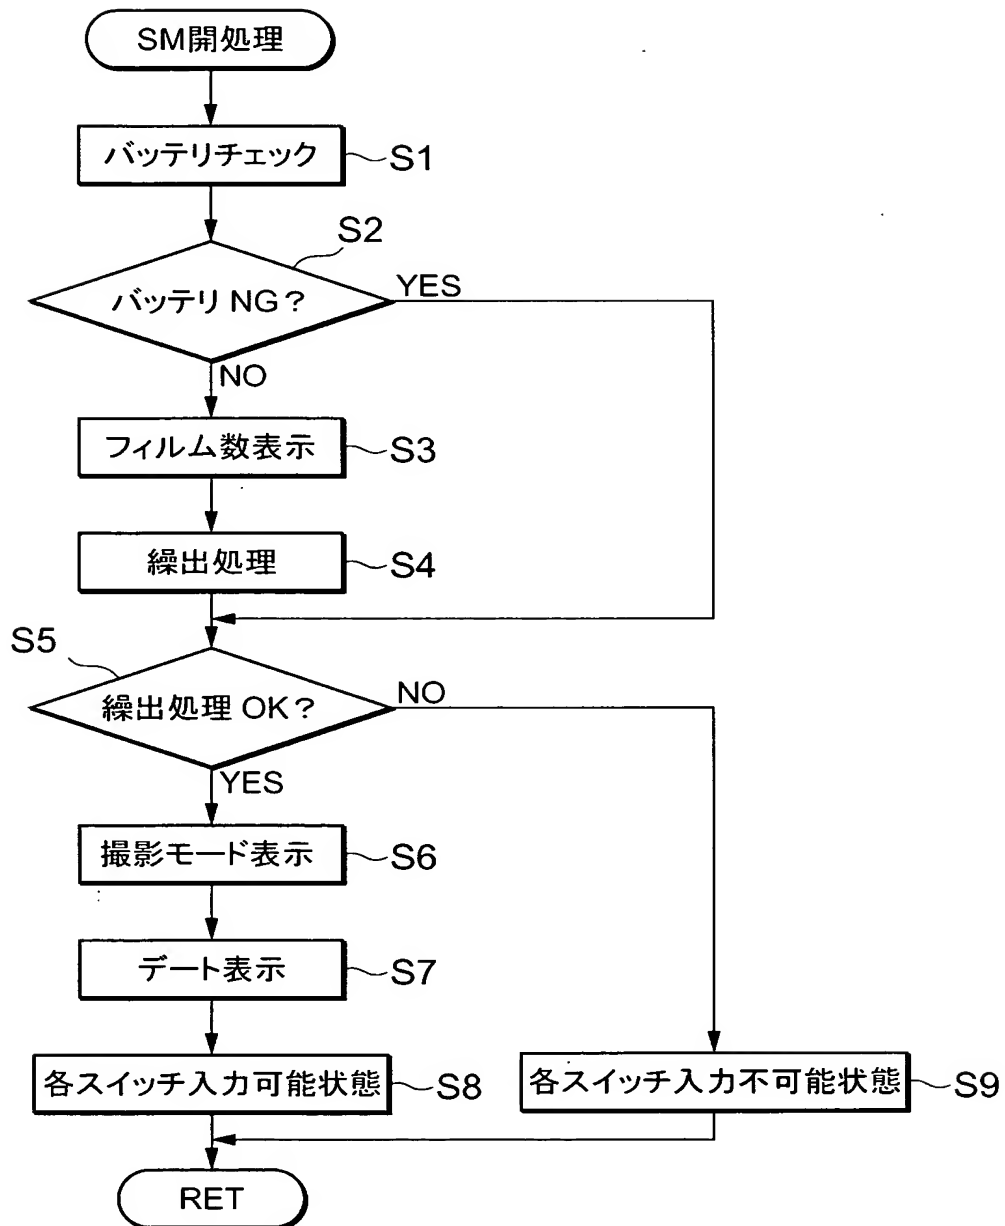 SM開処理
バッテリチェック
S1
S2
バッテリ NG?
YES
NO
フィルム数表示
S3
繰出処理
S4
S5
繰出処理 OK?
NO
YES
撮影モード表示
S6
デート表示
S7
各スイッチ入力可能状態
S8
各スイッチ入力不可能状態
S9
RET